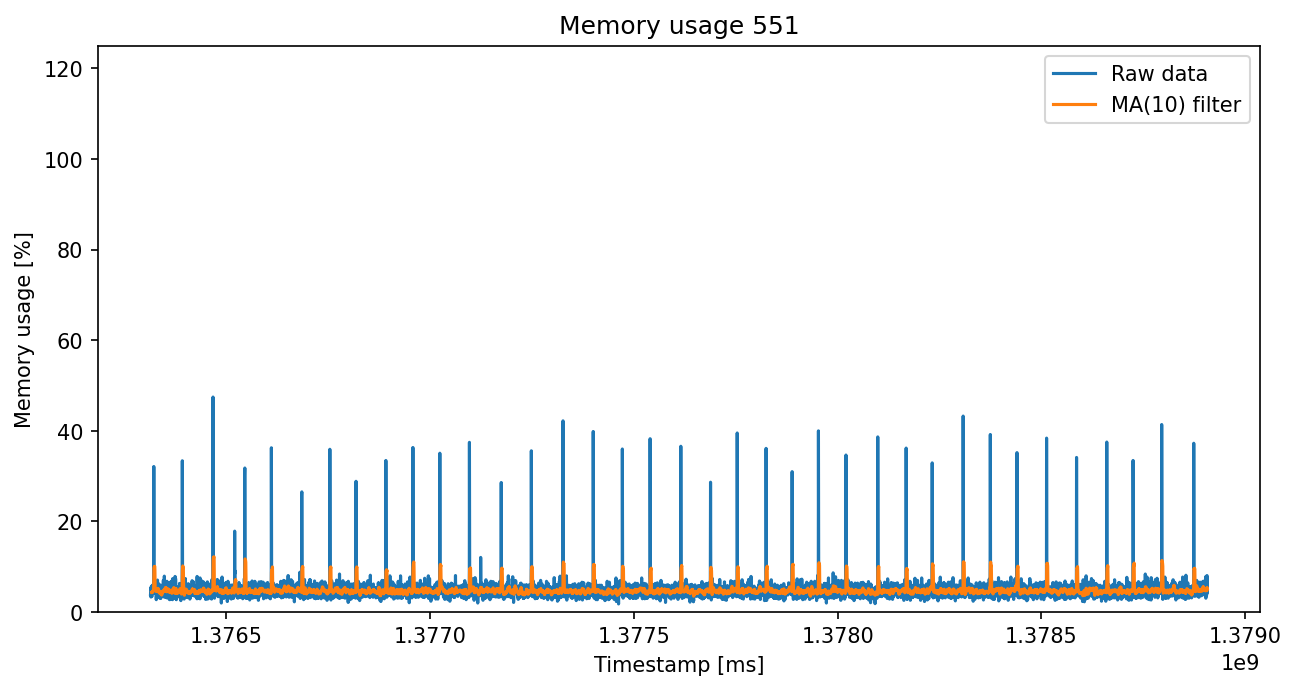 Memory usage 551
Raw data
MA(10) filter
Memory usage [%]
120
100
80
60
40
20
0
1.3765 1.3770 1.3775 1.3780 1.3785 1.3790
1e9
Timestamp [ms]